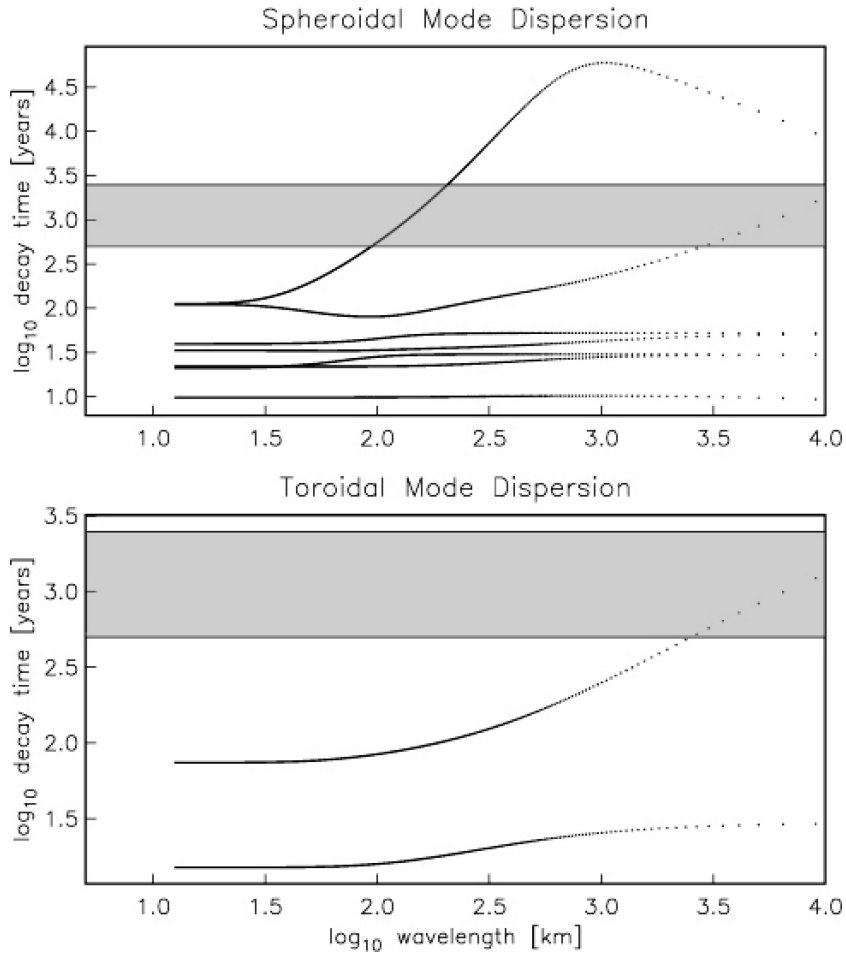 Spheroidal Mode Dispersion
log10 decay time [years]
4.5
4.0
3.5
3.0
2.5
2.0
1.5
1.0
1.0 1.5 2.0 2.5 3.0 3.5 4.0
Toroidal Mode Dispersion
log10 decay time [years]
3.5
3.0
2.5
2.0
1.5
1.0 1.5 2.0 2.5 3.0 3.5 4.0
log10 wavelength [km]